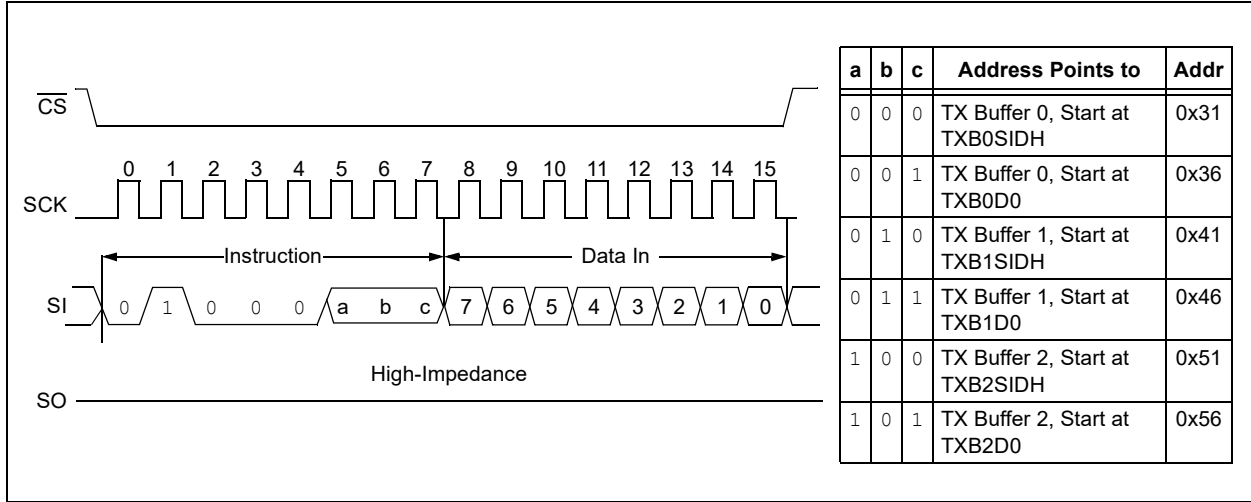 CS
SCK
0 1 2 3 4 5 6 7 8 9 10 11 12 13 14 15
Instruction Data In
SI 0 1 0 0 0 a b c 7 6 5 4 3 2 1 0
High-Impedance
SO
a b c Address Points to Addr
0 0 0 TX Buffer 0, Start at 0x31
TXB0SIDH
0 0 1 TX Buffer 0, Start at 0x36
TXB0D0
0 1 0 TX Buffer 1, Start at 0x41
TXB1SIDH
0 1 1 TX Buffer 1, Start at 0x46
TXB1D0
1 0 0 TX Buffer 2, Start at 0x51
TXB2SIDH
1 0 1 TX Buffer 2, Start at 0x56
TXB2D0